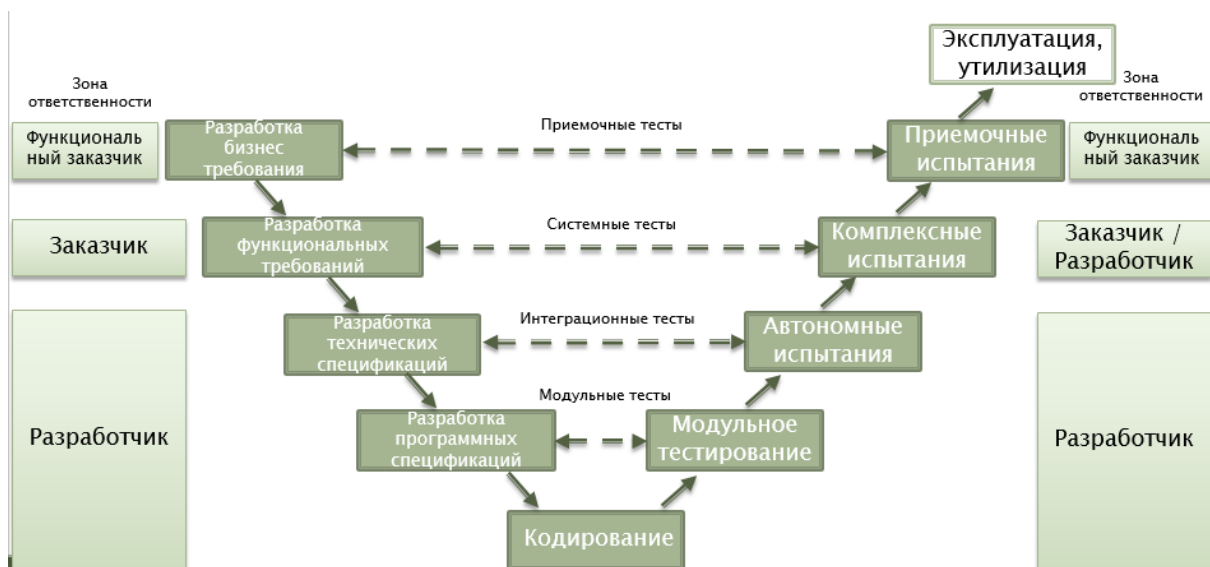 Эксплуатация,
утилизация
Зона
ответственности
Зона
ответственности
Функциональ
ный заказчик
Разработка
бизнес
требования
Приемочные тесты
Приемочные
испытания
Функциональ
ный заказчик
Заказчик
Разработка
функциональных
требований
Системные тесты
Комплексные
испытания
Заказчик /
Разработчик
Разработка
технических
спецификаций
Интеграционные тесты
Автономные
испытания
Модульные тесты
Разработчик
Разработка
программных
спецификаций
Модульное
тестирование
Разработчик
Кодирование